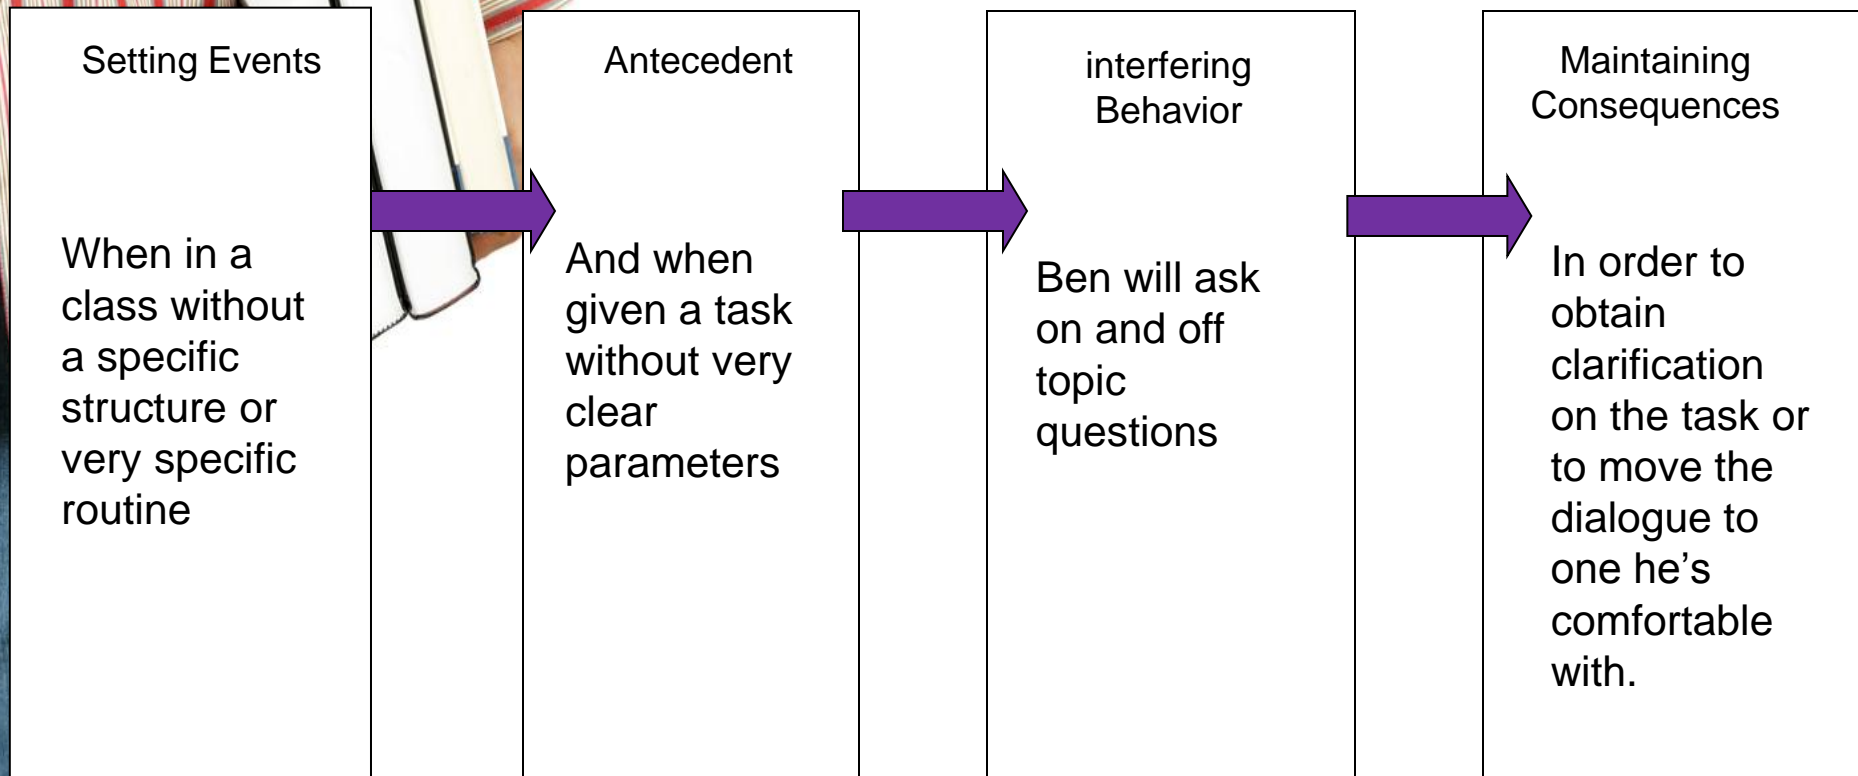 Setting Events
When in a
class without
a specific
structure or
very specific
routine
Antecedent
And when
given a task
without very
clear
parameters
interfering
Behavior
Ben will ask
on and off
topic
questions
Maintaining
Consequences
In order to
obtain
clarification
on the task or
to move the
dialogue to
one he’s
comfortable
with.